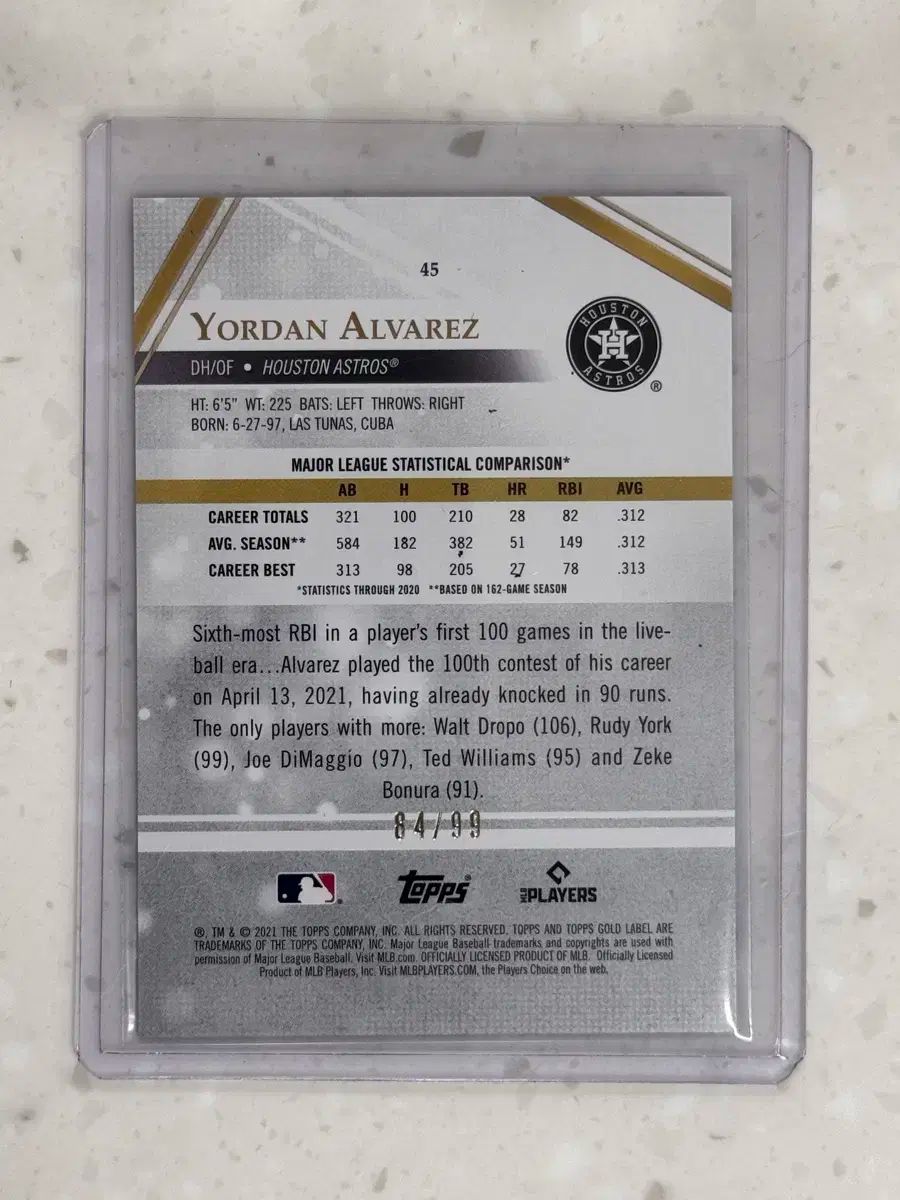 45
YORDAN ALVAREZ
HOUSTON
H
ASTROS
®
DH/OF • HOUSTON ASTROS®
HT: 6'5" WT: 225 BATS: LEFT THROWS: RIGHT
BORN: 6-27-97, LAS TUNAS, CUBA
MAJOR LEAGUE STATISTICAL COMPARISON*
AB H TB HR RBI AVG
CAREER TOTALS 321 100 210 28 82 .312
AVG. SEASON** 584 182 382 51 149 .312
CAREER BEST 313 98 205 27 78 .313
*STATISTICS THROUGH 2020 **BASED ON 162-GAME SEASON
Sixth-most RBI in a player's first 100 games in the live-
ball era...Alvarez played the 100th contest of his career
on April 13, 2021, having already knocked in 90 runs.
The only players with more: Walt Dropo (106), Rudy York
(99), Joe DiMaggio (97), Ted Williams (95) and Zeke
Bonura (91).
84/99
TOPPS® MLB PLAYERS
®, TM & © 2021 THE TOPPS COMPANY, INC. ALL RIGHTS RESERVED. TOPPS AND TOPPS GOLD LABEL ARE
TRADEMARKS OF THE TOPPS COMPANY, INC. Major League Baseball trademarks and copyrights are used with
permission of Major League Baseball. Visit MLB.com. OFFICIALLY LICENSED PRODUCT OF MLB. Officially Licensed
Product of MLB Players, Inc. Visit MLBPLAYERS.COM, the Players Choice on the web.